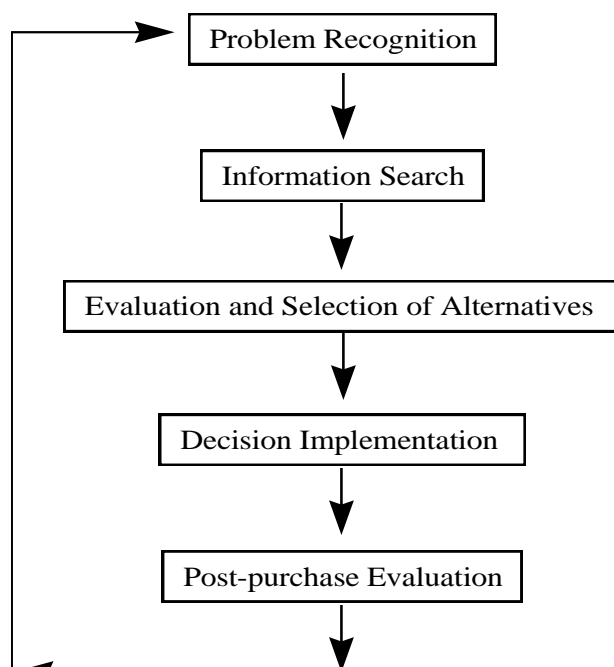 Problem Recognition
Information Search
Evaluation and Selection of Alternatives
Decision Implementation
Post-purchase Evaluation